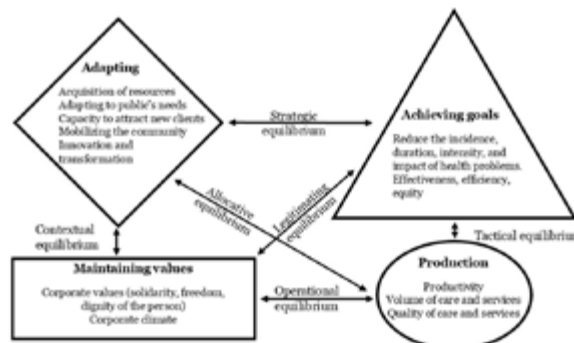 Adapting
Acquisition of resources
Adapting to public's needs
Capacity to attract new clients
Mobilizing the community
Innovation and
transformation
Strategic
equilibrium
Achieving goals
Reduce the incidence,
duration, intensity, and
impact of health problems.
Effectiveness, efficiency,
equity
Allocative
equilibrium
Legitimating
equilibrium
Contextual
equilibrium
Tactical equilibrium
Maintaining values
Corporate values (solidarity, freedom,
dignity of the person)
Corporate climate
Operational
equilibrium
Production
Productivity
Volume of care and services
Quality of care and services